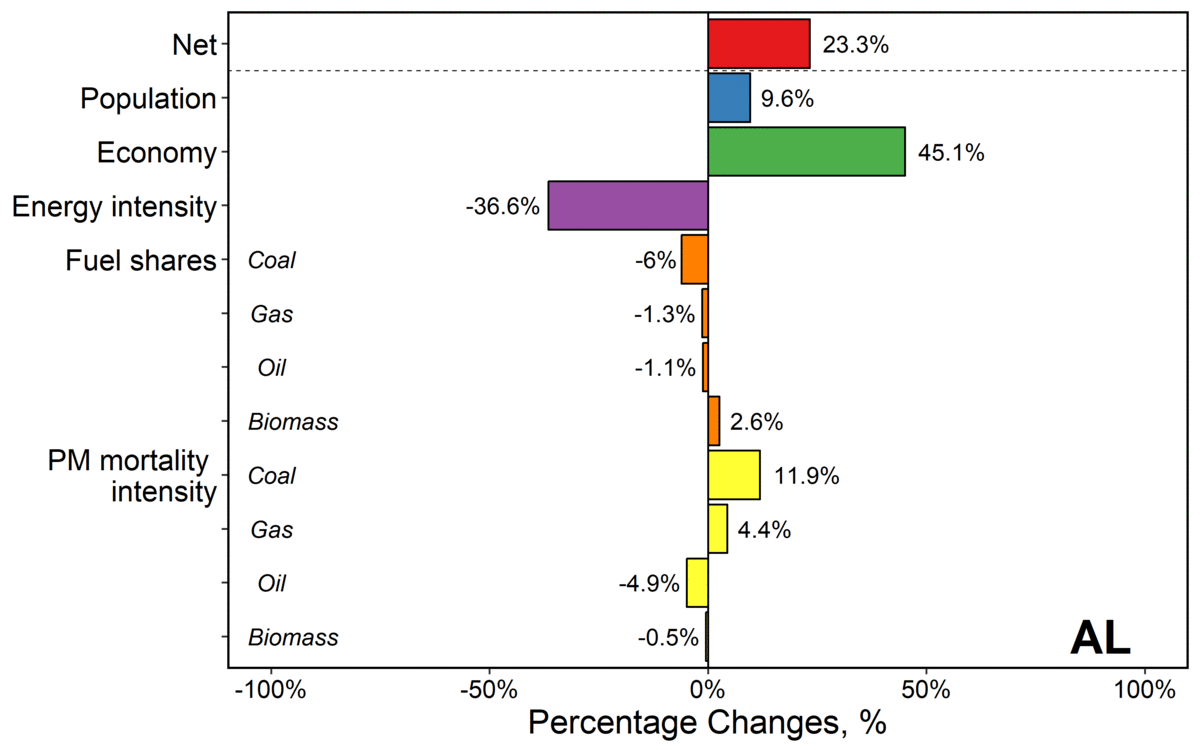 Net 23.3%
Population 9.6%
Economy 45.1%
Energy intensity -36.6%
Fuel shares Coal -6%
Gas -1.3%
Oil -1.1%
Biomass 2.6%
PM mortality
intensity Coal 11.9%
Gas 4.4%
Oil -4.9%
Biomass -0.5%
AL
-100% -50% 0% 50% 100%
Percentage Changes, %